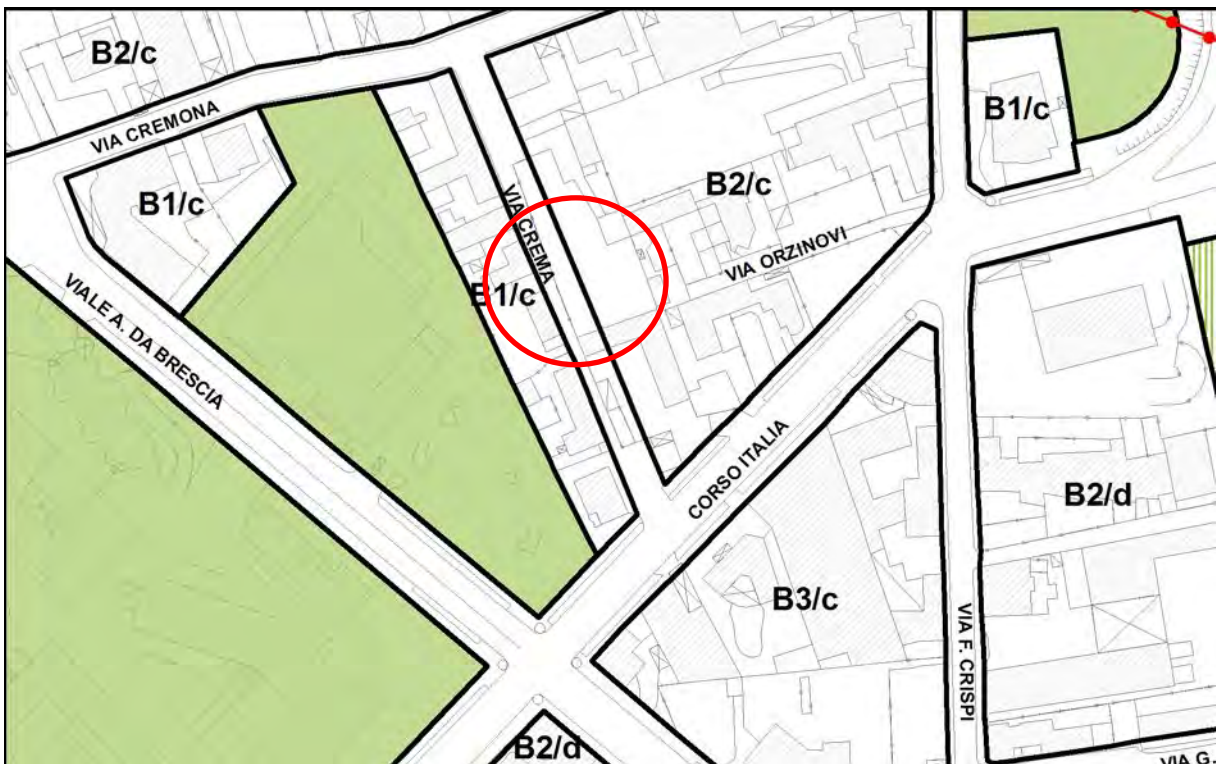 B2/c
VIA CREMONA
B1/c
B1/c
B2/c
VIA CREMA
B1/c
VIA ORZINOVI
VIALE A. DA BRESCIA
CORSO ITALIA
B2/d
B3/c
VIA F. CRISPI
B2/d
VIA G.